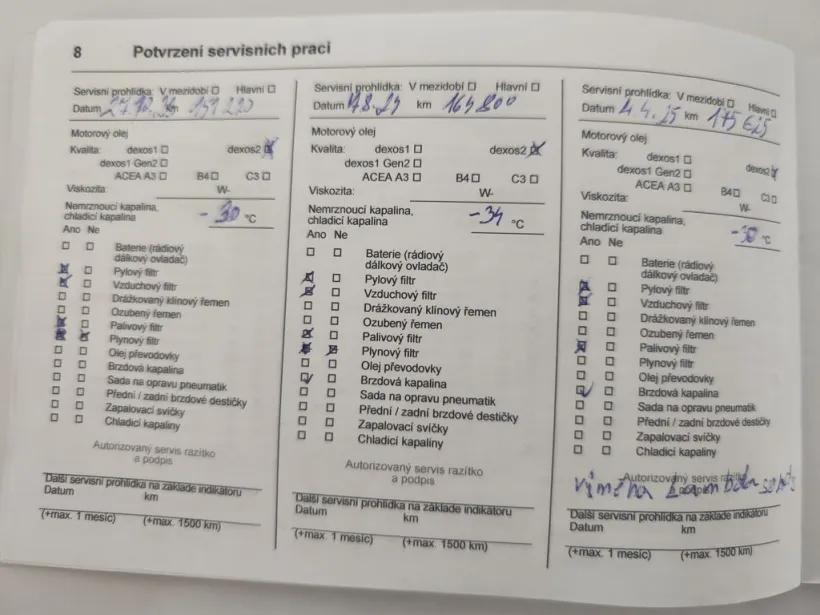 8 Potvrzení servisních prací
Servisní prohlídka: V mezidobí Hlavní
Datum km 151220
Motorový olej
Kvalita: dexos1 dexos2
dexos1 Gen2
ACEA A3 B4 C3
Viskozita: W-
Nemrznoucí kapalina,
chladicí kapalina -30 °C
Ano Ne
Baterie (rádiový
dálkový ovladač)
Pylový filtr
Vzduchový filtr
Drážkovaný klínový řemen
Ozubený řemen
Palivový filtr
Plynový filtr
Olej převodovky
Brzdová kapalina
Sada na opravu pneumatik
Přední / zadní brzdové destičky
Zapalovací svíčky
Chladicí kapaliny
Autorizovaný servis razítko
a podpis
Další servisní prohlídka na základě indikátoru
Datum km
(+max. 1 měsíc) (+max. 1500 km)
Servisní prohlídka: V mezidobí Hlavní
Datum km 164800
Motorový olej
Kvalita: dexos1 dexos2
dexos1 Gen2
ACEA A3 B4 C3
Viskozita: W-
Nemrznoucí kapalina,
chladicí kapalina -34 °C
Ano Ne
Baterie (rádiový
dálkový ovladač)
Pylový filtr
Vzduchový filtr
Drážkovaný klínový řemen
Ozubený řemen
Palivový filtr
Plynový filtr
Olej převodovky
Brzdová kapalina
Sada na opravu pneumatik
Přední / zadní brzdové destičky
Zapalovací svíčky
Chladicí kapaliny
Autorizovaný servis razítko
a podpis
Další servisní prohlídka na základě indikátoru
Datum km
(+max. 1 měsíc) (+max. 1500 km)
Servisní prohlídka: V mezidobí Hlavní
Datum 4.4.25 km
Motorový olej
Kvalita: dexos1 dexos2
dexos1 Gen2
ACEA A3 B4 C3
Viskozita: W-
Nemrznoucí kapalina,
chladicí kapalina -30 °C
Ano Ne
Baterie (rádiový
dálkový ovladač)
Pylový filtr
Vzduchový filtr
Drážkovaný klínový řemen
Ozubený řemen
Palivový filtr
Plynový filtr
Olej převodovky
Brzdová kapalina
Sada na opravu pneumatik
Přední / zadní brzdové destičky
Zapalovací svíčky
Chladicí kapaliny
Autorizovaný servis razítko
a podpis
Další servisní prohlídka na základě indikátoru
Datum km
(+max. 1 měsíc) (+max. 1500 km)